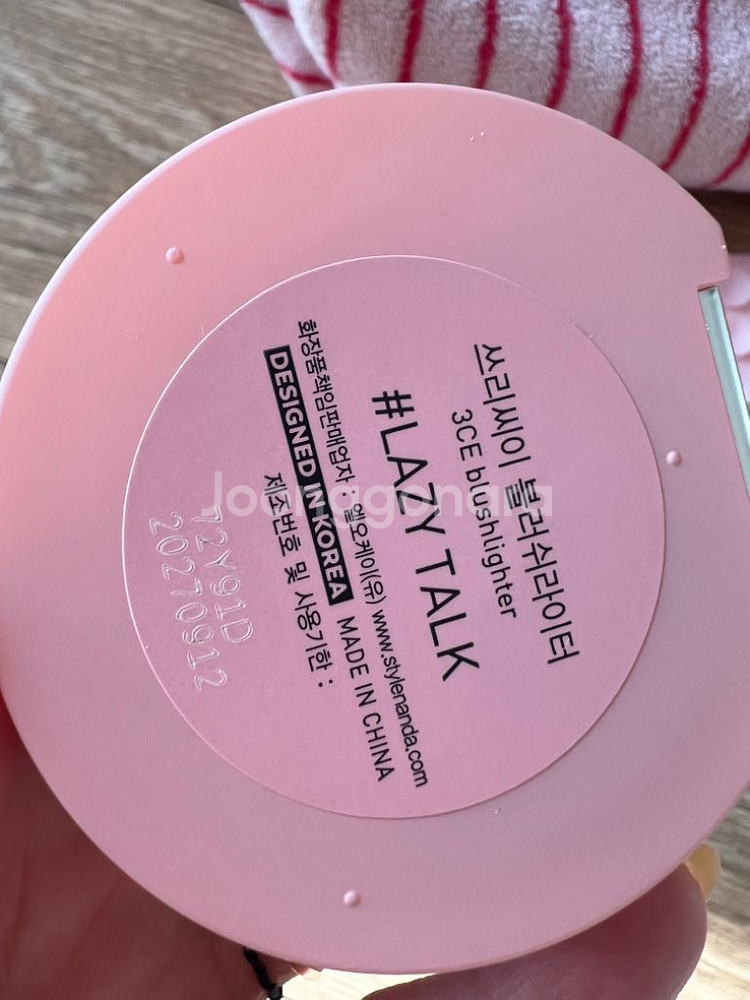 쓰리씨이 블러쉬라이터
3CE blushlighter
#LAZY TALK
화장품책임판매업자 : 엘오케이(유) www.stylenanda.com
DESIGNED IN KOREA MADE IN CHINA
제조번호 및 사용기한 :
72Y91D
20270912
Joonggonara